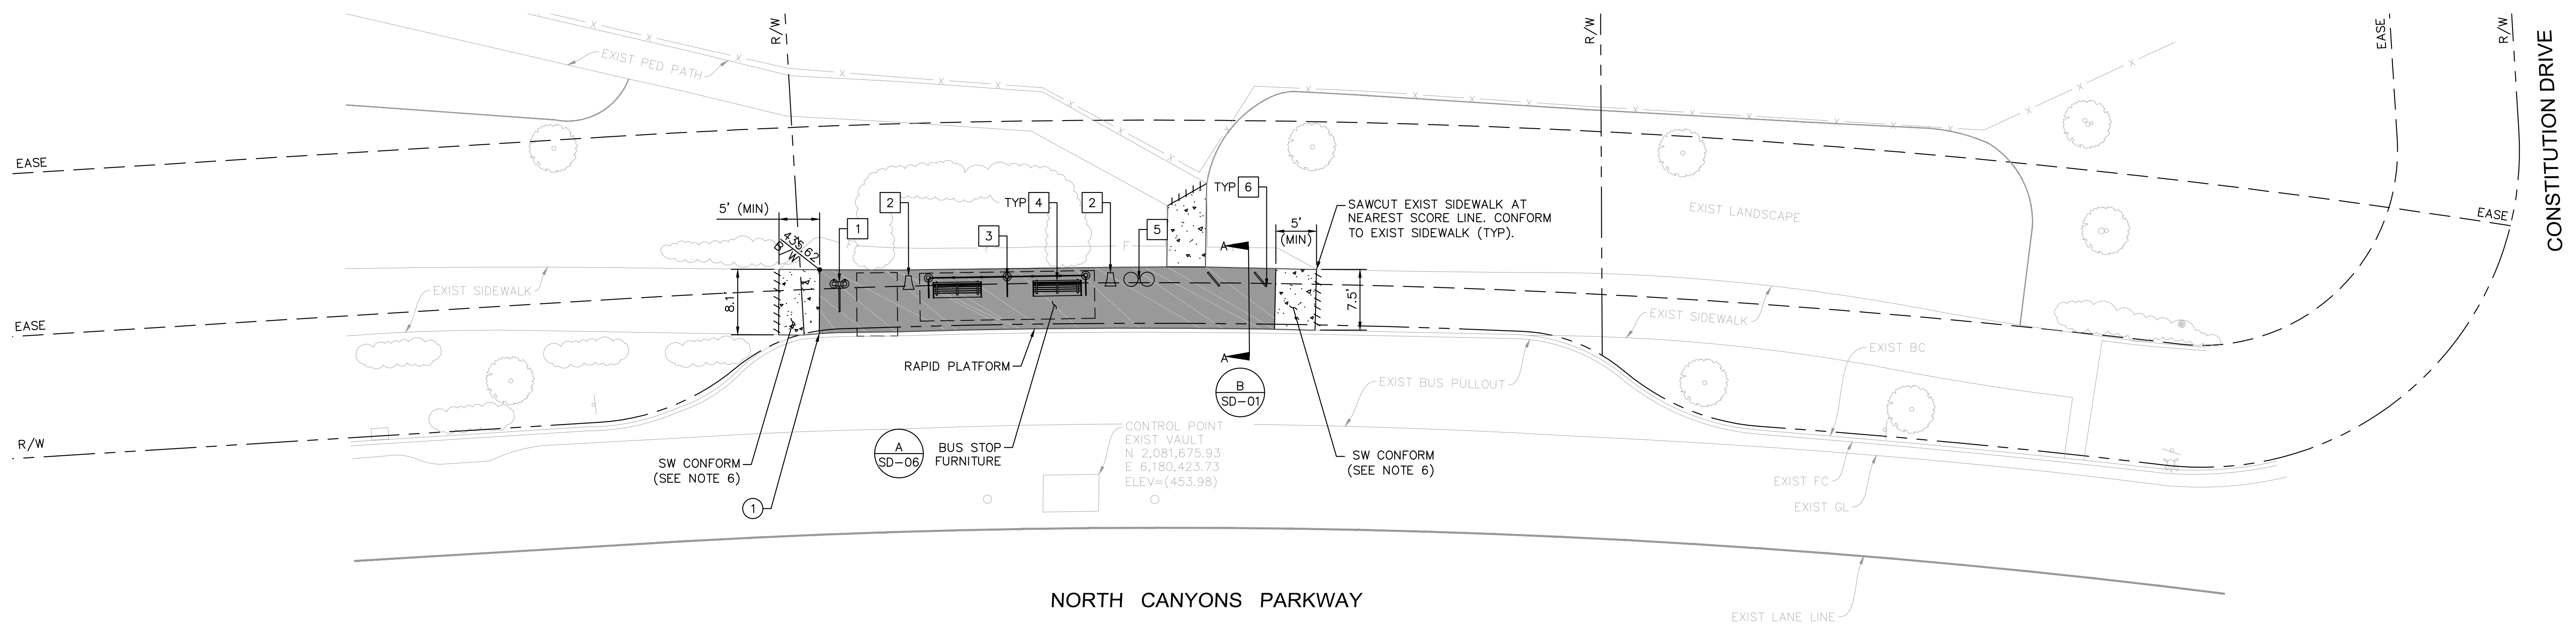 R/W
R/W
EASE
R/W
CONSTITUTION DRIVE
EXIST PED PATH
EASE
TYP 6
SAWCUT EXIST SIDEWALK AT
NEAREST SCORE LINE. CONFORM
TO EXIST SIDEWALK (TYP).
EXIST LANDSCAPE
EASE
5' (MIN)
2
TYP 4
2
1
3
5
5'
(MIN)
435.62
R/W
F
F
A
EXIST SIDEWALK
8.1'
7.5'
EXIST SIDEWALK
EASE
RAPID PLATFORM
A
B
SD-01
EXIST BUS PULLOUT
EXIST BC
R/W
CONTROL POINT
EXIST VAULT
N 2,081,675.93
E 6,180,423.73
ELEV=(453.98)
A
SD-06
BUS STOP
FURNITURE
SW CONFORM
(SEE NOTE 6)
SW CONFORM
(SEE NOTE 6)
1
EXIST FC
EXIST GL
NORTH CANYONS PARKWAY
EXIST LANE LINE